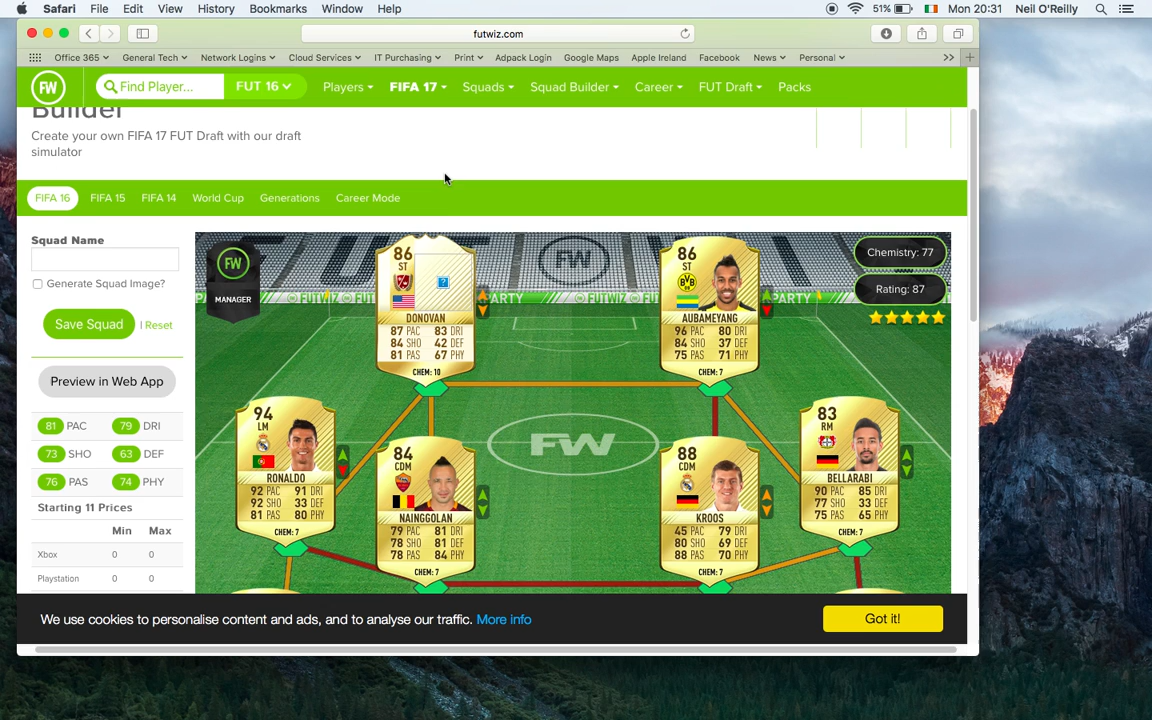 Safari File Edit View History Bookmarks Window Help 51% Mon 20:31 Neil O'Reilly
futwiz.com
Office 365 General Tech Network Logins Cloud Services IT Purchasing Print Adpack Login Google Maps Apple Ireland Facebook News Personal
FW Find Player... FUT 16 Players FIFA 17 Squads Squad Builder Career FUT Draft Packs
Builder
Create your own FIFA 17 FUT Draft with our draft
simulator
FIFA 16 FIFA 15 FIFA 14 World Cup Generations Career Mode
Squad Name
Generate Squad Image?
Save Squad | Reset
Preview in Web App
81 PAC 79 DRI
73 SHO 63 DEF
76 PAS 74 PHY
Starting 11 Prices
Min Max
Xbox 0 0
Playstation 0 0
FW
MANAGER
FW
Chemistry: 77
Rating: 87
86
ST
DONOVAN
87 PAC 83 DRI
84 SHO 42 DEF
81 PAS 67 PHY
CHEM: 10
86
ST
BVB 09
AUBAMEYANG
96 PAC 80 DRI
84 SHO 37 DEF
75 PAS 71 PHY
CHEM: 7
94
LM
RONALDO
92 PAC 91 DRI
92 SHO 33 DEF
81 PAS 80 PHY
CHEM: 7
84
CDM
NAINGGOLAN
79 PAC 81 DRI
78 SHO 81 DEF
78 PAS 84 PHY
CHEM: 7
FW
88
CDM
KROOS
45 PAC 79 DRI
80 SHO 69 DEF
88 PAS 70 PHY
CHEM: 7
83
RM
BELLARABI
90 PAC 85 DRI
77 SHO 33 DEF
75 PAS 65 PHY
CHEM: 7
We use cookies to personalise content and ads, and to analyse our traffic. More info
Got it!